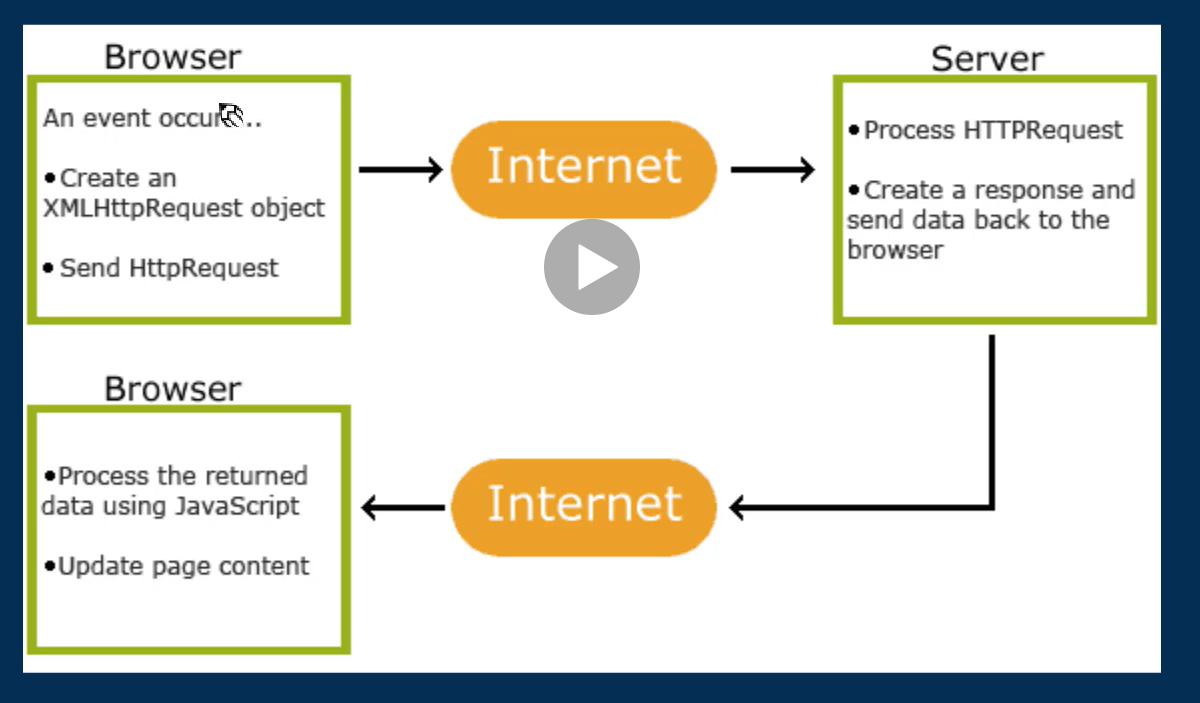 Browser
An event occur...
•Create an
XMLHttpRequest object
• Send HttpRequest
Internet
Server
•Process HTTPRequest
•Create a response and
send data back to the
browser
Browser
•Process the returned
data using JavaScript
•Update page content
Internet